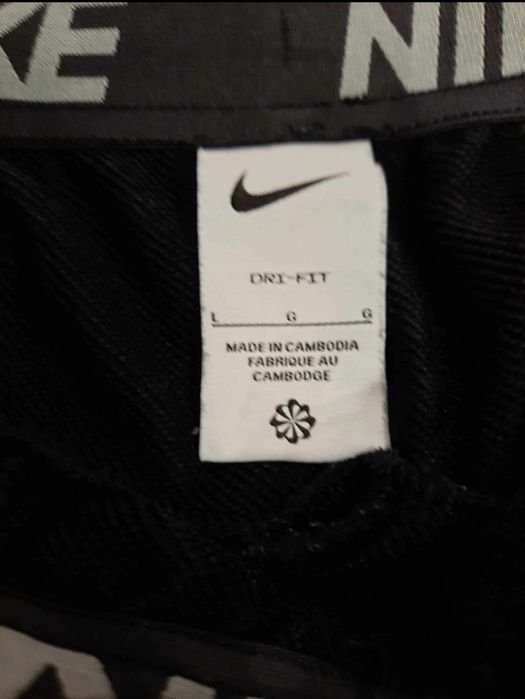 KE NI
DRI-FIT
L G G
MADE IN CAMBODIA
FABRIQUE AU
CAMBODGE